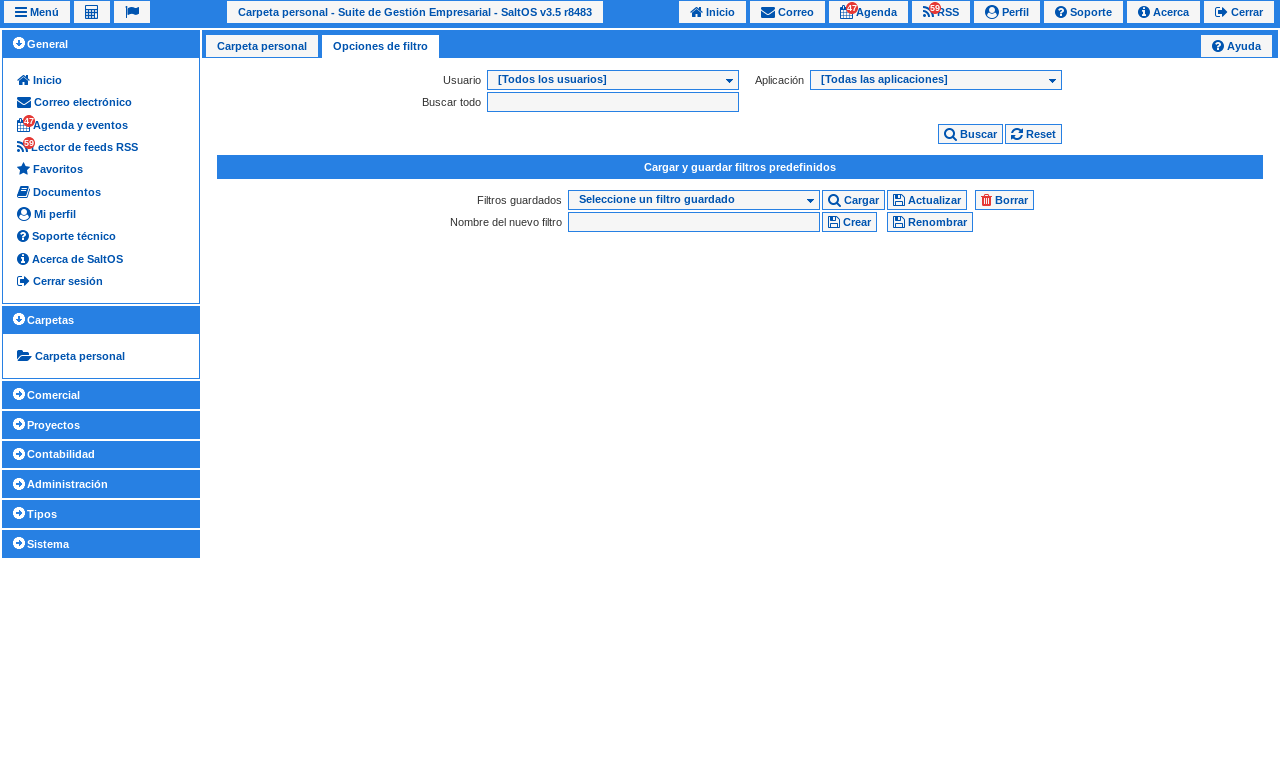 Menú
Carpeta personal - Suite de Gestión Empresarial - SaltOS v3.5 r8483
Inicio
Correo
47 Agenda
59 RSS
Perfil
Soporte
Acerca
Cerrar
General
Inicio
Correo electrónico
47 Agenda y eventos
59 Lector de feeds RSS
Favoritos
Documentos
Mi perfil
Soporte técnico
Acerca de SaltOS
Cerrar sesión
Carpetas
Carpeta personal
Comercial
Proyectos
Contabilidad
Administración
Tipos
Sistema
Carpeta personal
Opciones de filtro
Ayuda
Usuario [Todos los usuarios] Aplicación [Todas las aplicaciones]
Buscar todo
Buscar Reset
Cargar y guardar filtros predefinidos
Filtros guardados Seleccione un filtro guardado Cargar Actualizar Borrar
Nombre del nuevo filtro Crear Renombrar